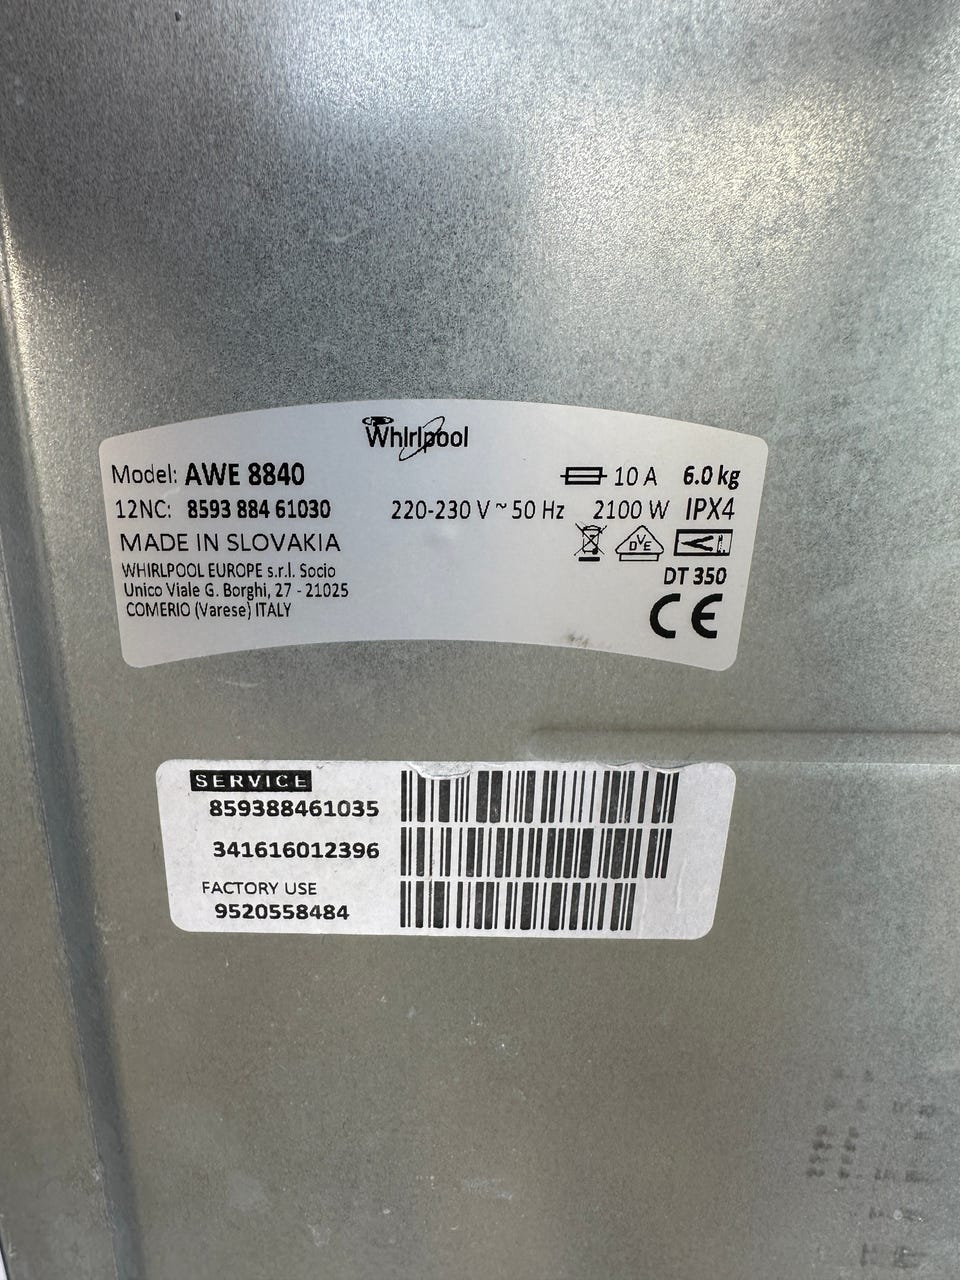 Whirlpool
Model: AWE 8840 10 A 6.0 kg
12NC: 8593 884 61030 220-230 V ~ 50 Hz 2100 W IPX4
MADE IN SLOVAKIA
DVE
WHIRLPOOL EUROPE s.r.l. Socio
DT 350
Unico Viale G. Borghi, 27 - 21025
COMERIO (Varese) ITALY
CE
SERVICE
859388461035
341616012396
FACTORY USE
9520558484